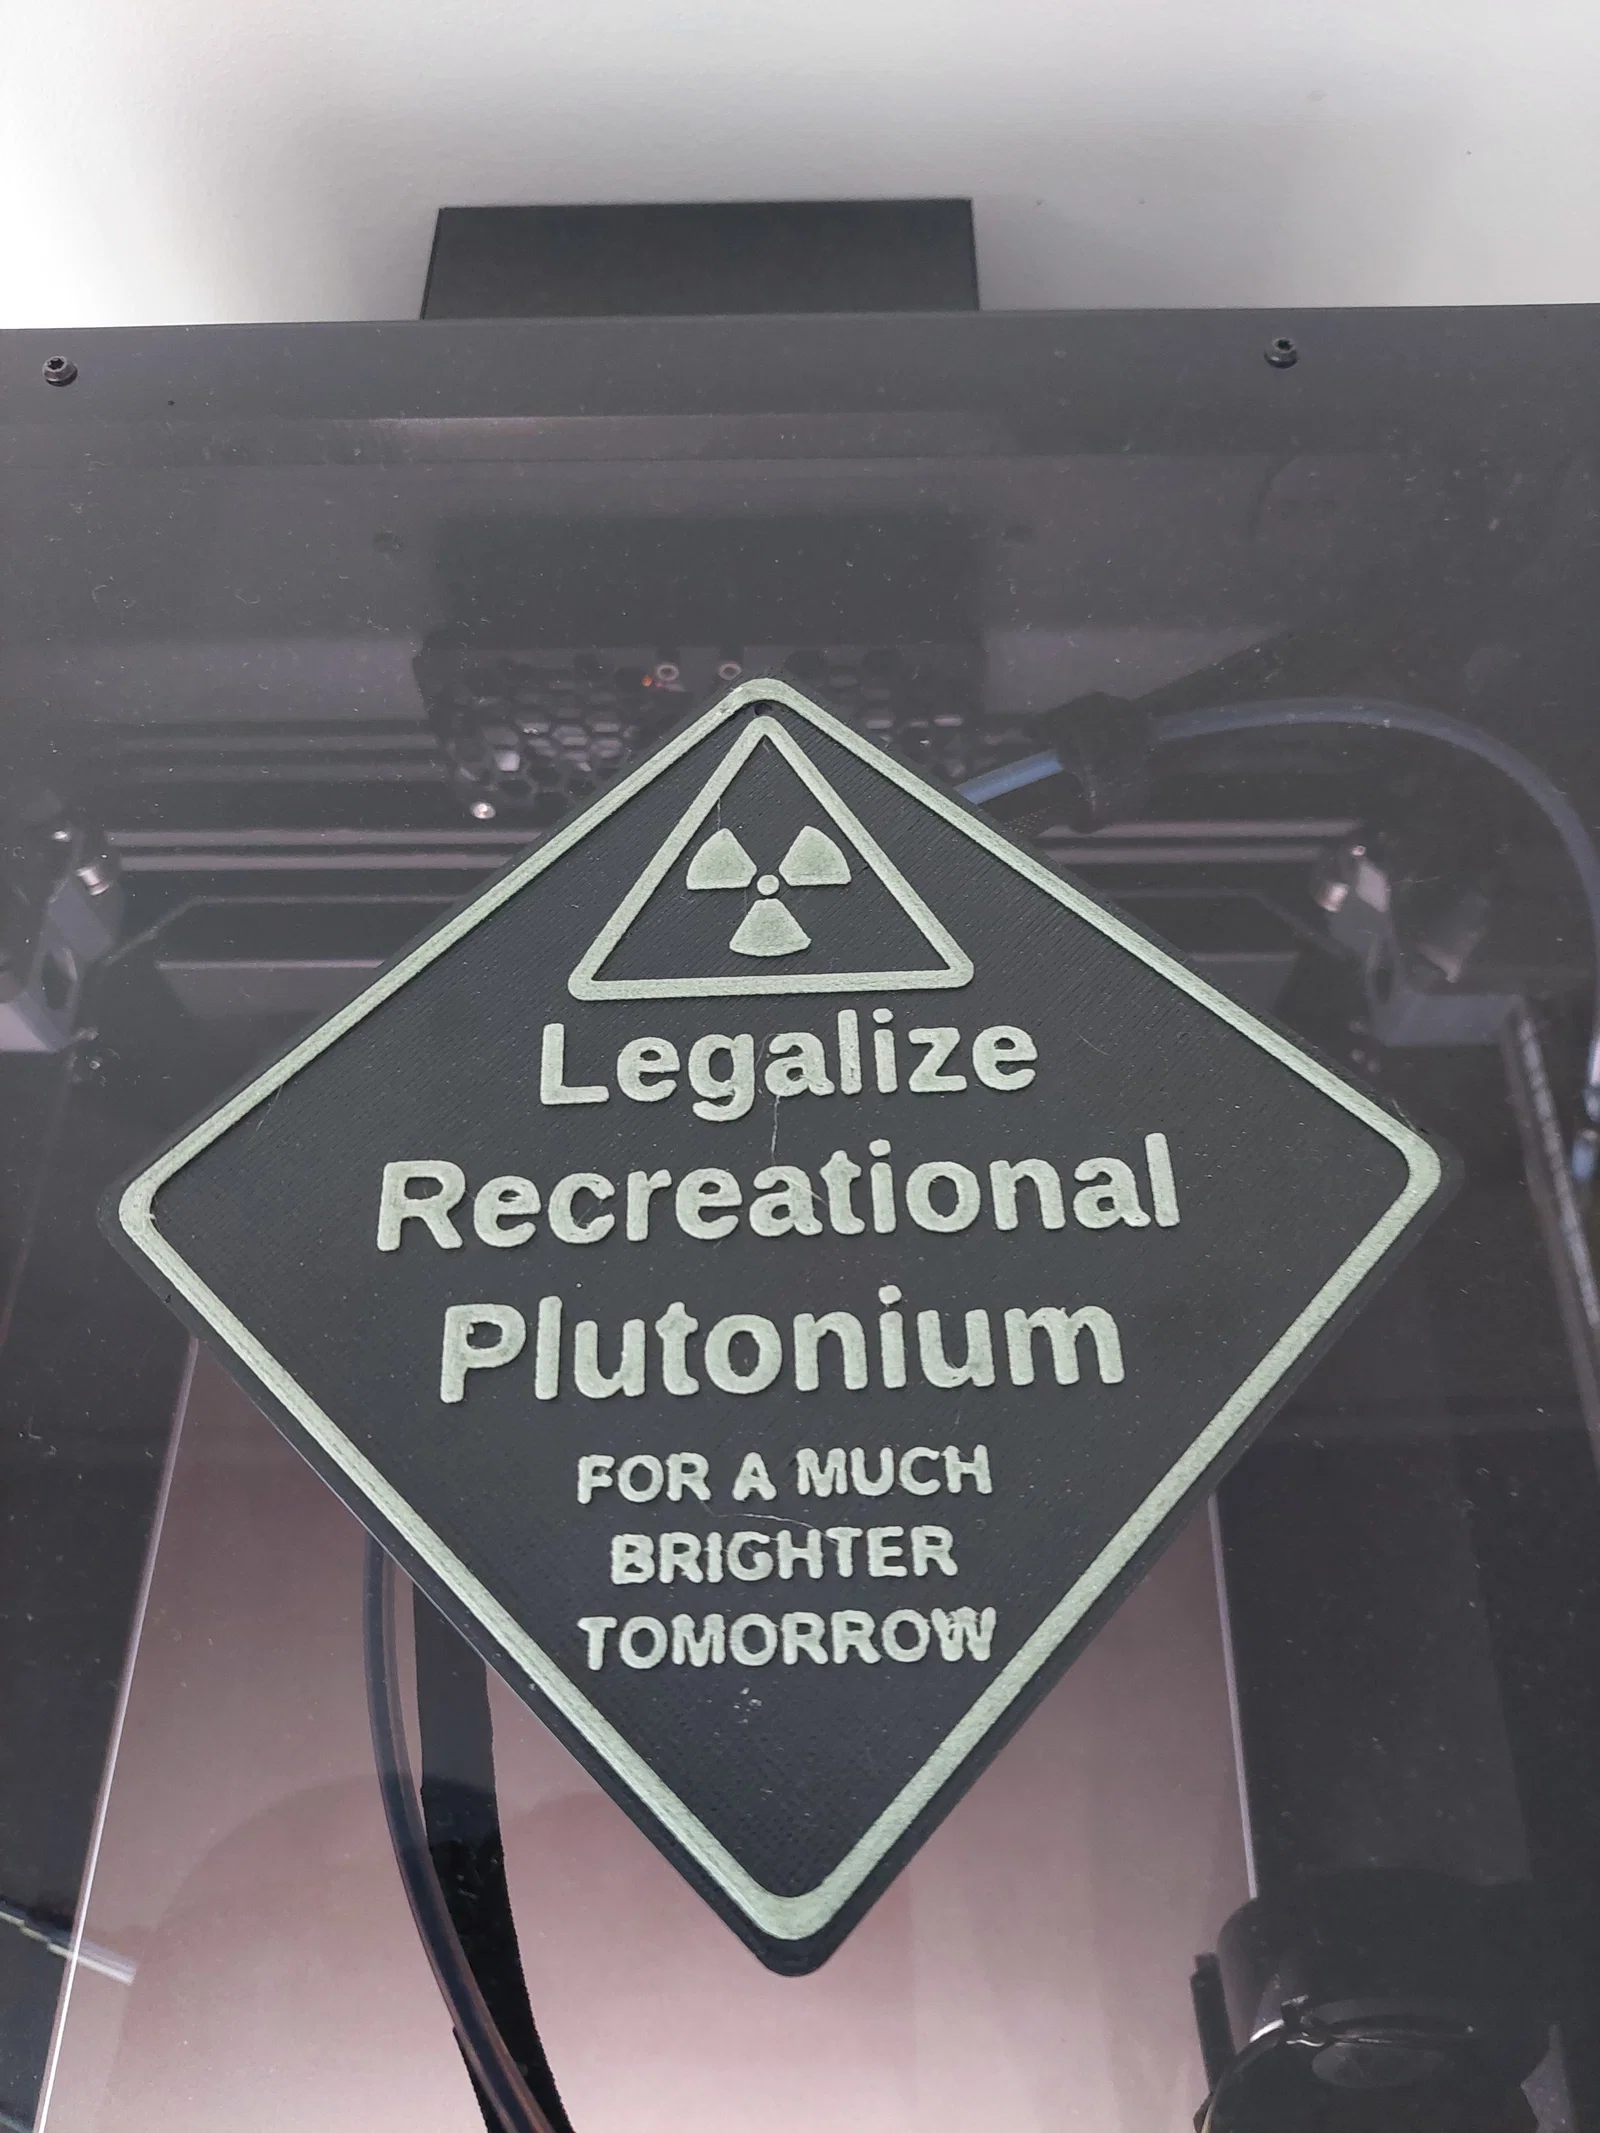 Legalize
Recreational
Plutonium
FOR A MUCH
BRIGHTER
TOMORROW